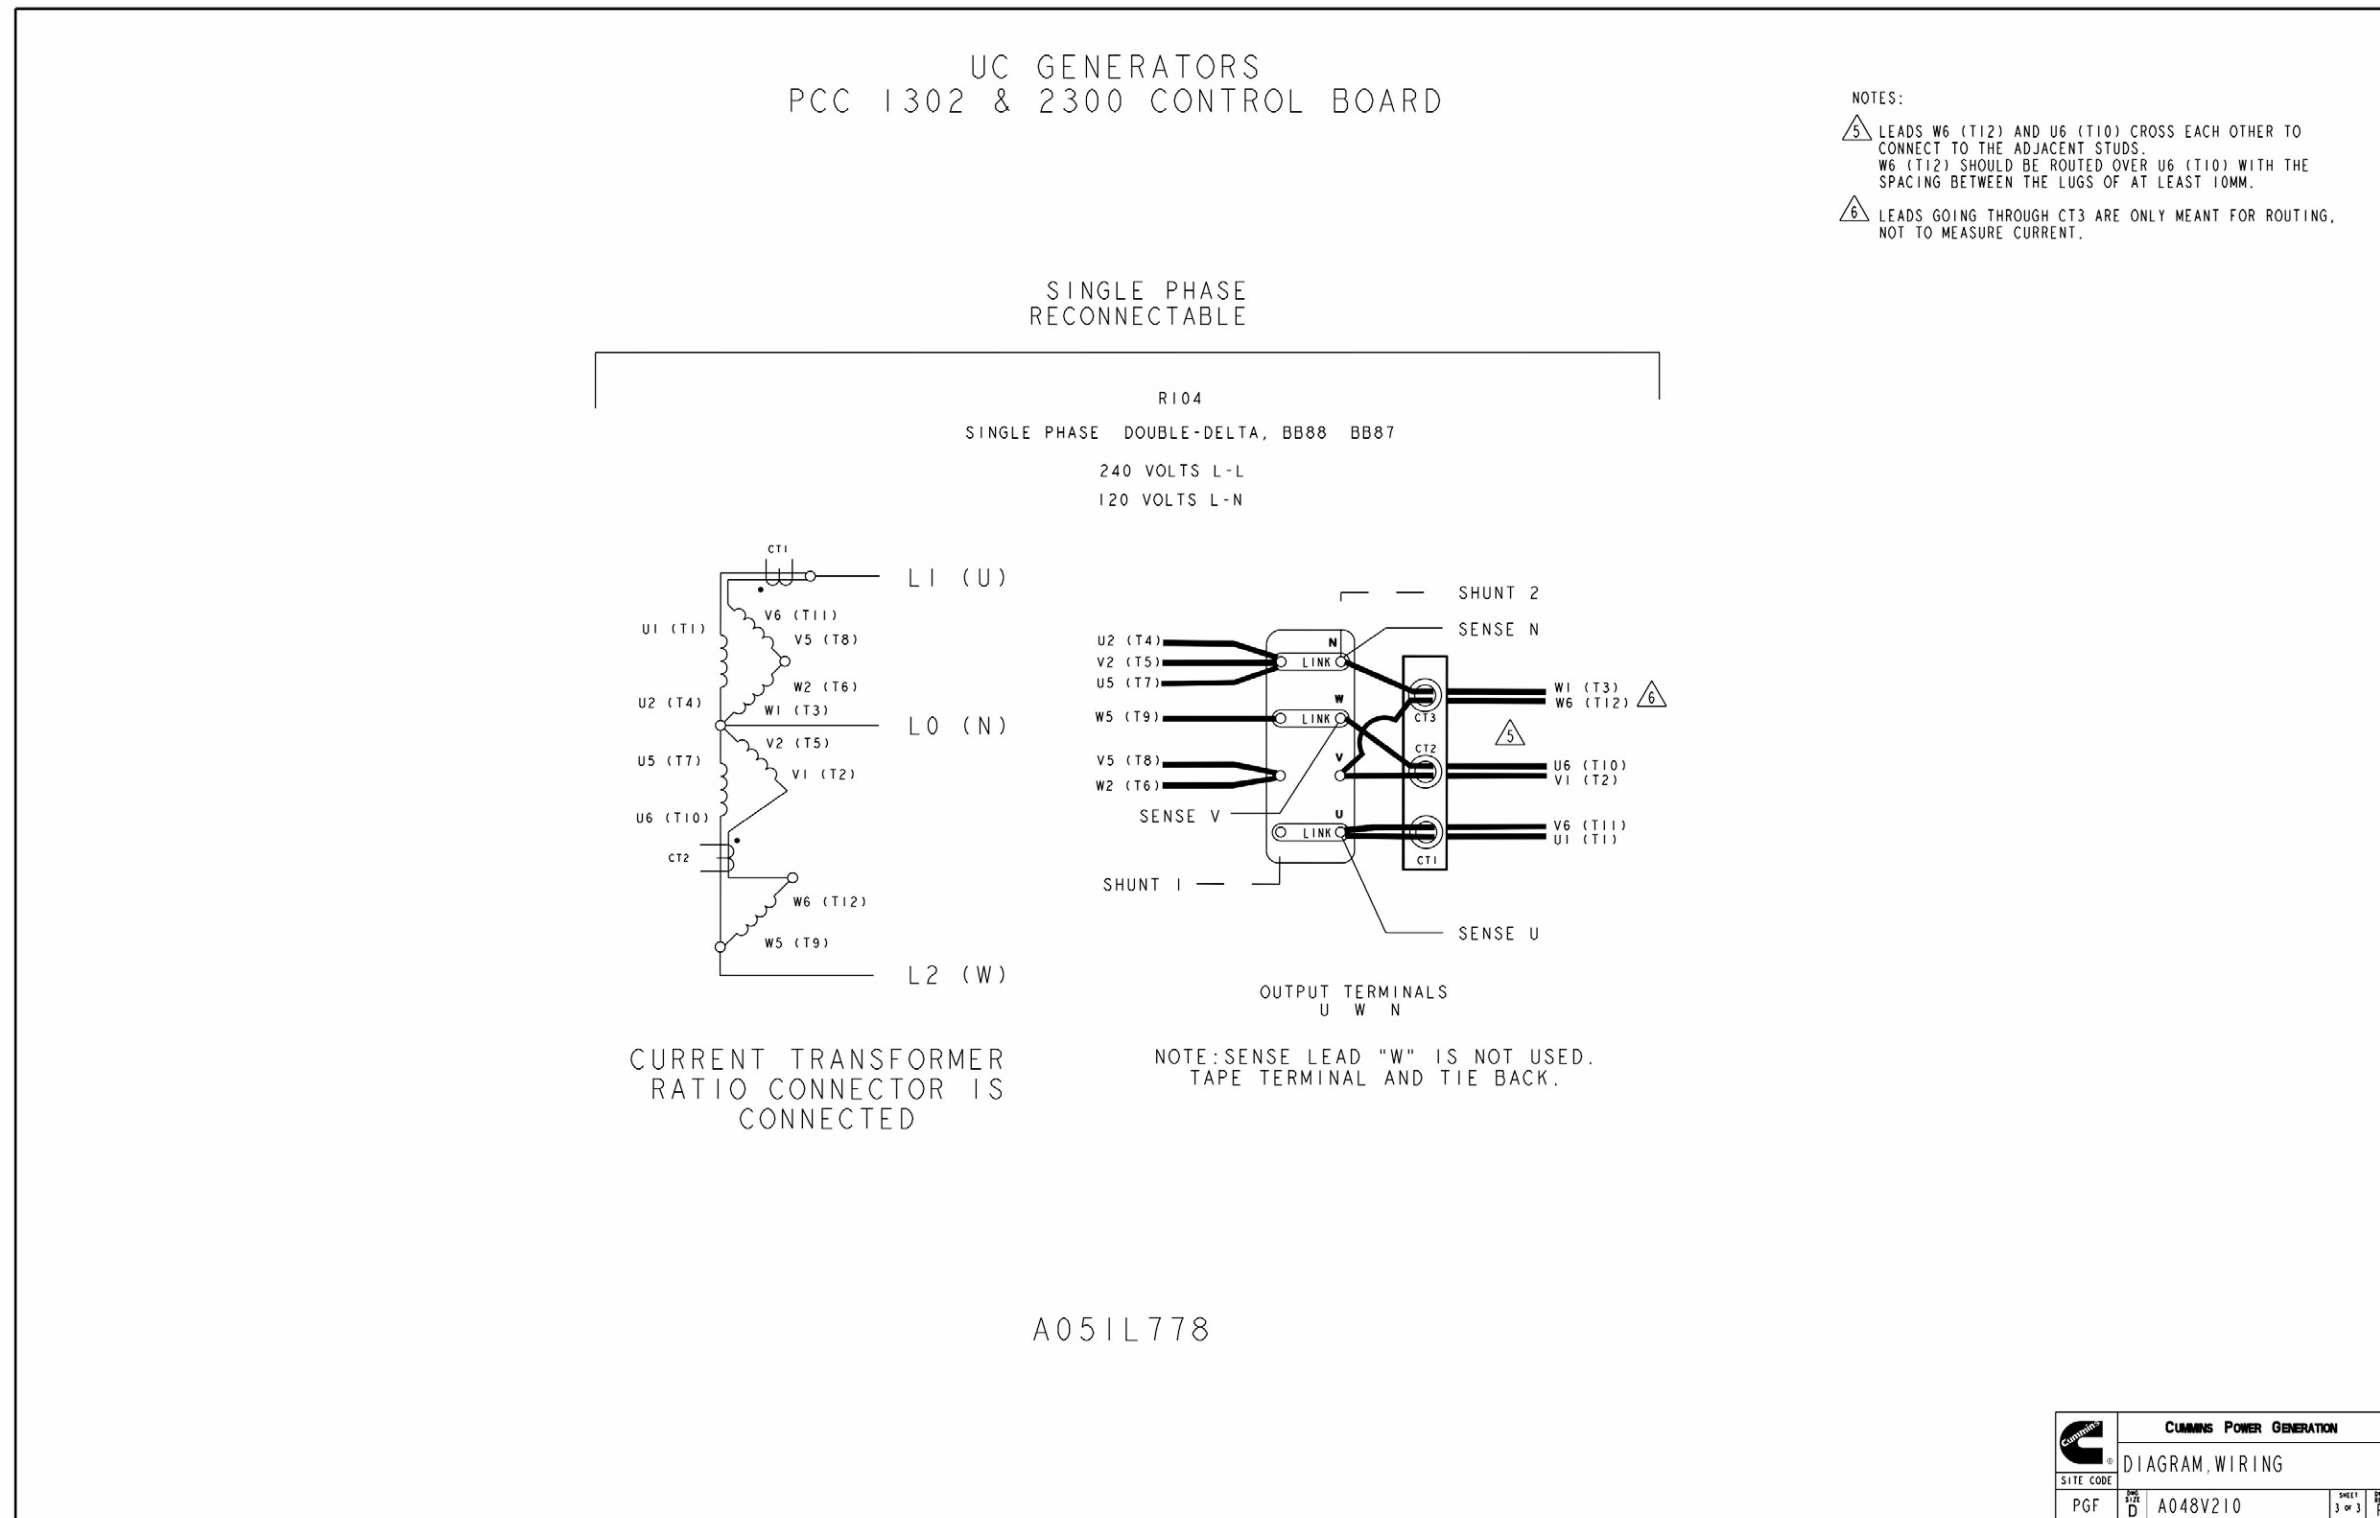 UC GENERATORS
PCC 1302 & 2300 CONTROL BOARD
NOTES:
5 LEADS W6 (T12) AND U6 (T10) CROSS EACH OTHER TO
CONNECT TO THE ADJACENT STUDS.
W6 (T12) SHOULD BE ROUTED OVER U6 (T10) WITH THE
SPACING BETWEEN THE LUGS OF AT LEAST 10MM.
6 LEADS GOING THROUGH CT3 ARE ONLY MEANT FOR ROUTING,
NOT TO MEASURE CURRENT.
SINGLE PHASE
RECONNECTABLE
R104
SINGLE PHASE DOUBLE-DELTA, BB88 BB87
240 VOLTS L-L
120 VOLTS L-N
CT1
L1 (U)
V6 (T11)
U1 (T1)
V5 (T8)
W2 (T6)
U2 (T4)
W1 (T3)
L0 (N)
V2 (T5)
U5 (T7)
V1 (T2)
U6 (T10)
CT2
W6 (T12)
W5 (T9)
L2 (W)
CURRENT TRANSFORMER
RATIO CONNECTOR IS
CONNECTED
SHUNT 2
SENSE N
U2 (T4)
N
V2 (T5)
LINK
U5 (T7)
W1 (T3)
W6 (T12) 6
W
W5 (T9)
LINK
CT3
5
CT2
V
V5 (T8)
U6 (T10)
W2 (T6)
V1 (T2)
SENSE V
U
LINK
V6 (T11)
U1 (T1)
CT1
SHUNT 1
SENSE U
OUTPUT TERMINALS
U W N
NOTE:SENSE LEAD "W" IS NOT USED.
TAPE TERMINAL AND TIE BACK.
A051L778
Cummins
®
CUMMINS POWER GENERATION
DIAGRAM,WIRING
SITE CODE
PGF
DWG SIZE
D
A048V210
SHEET
3 OF 3